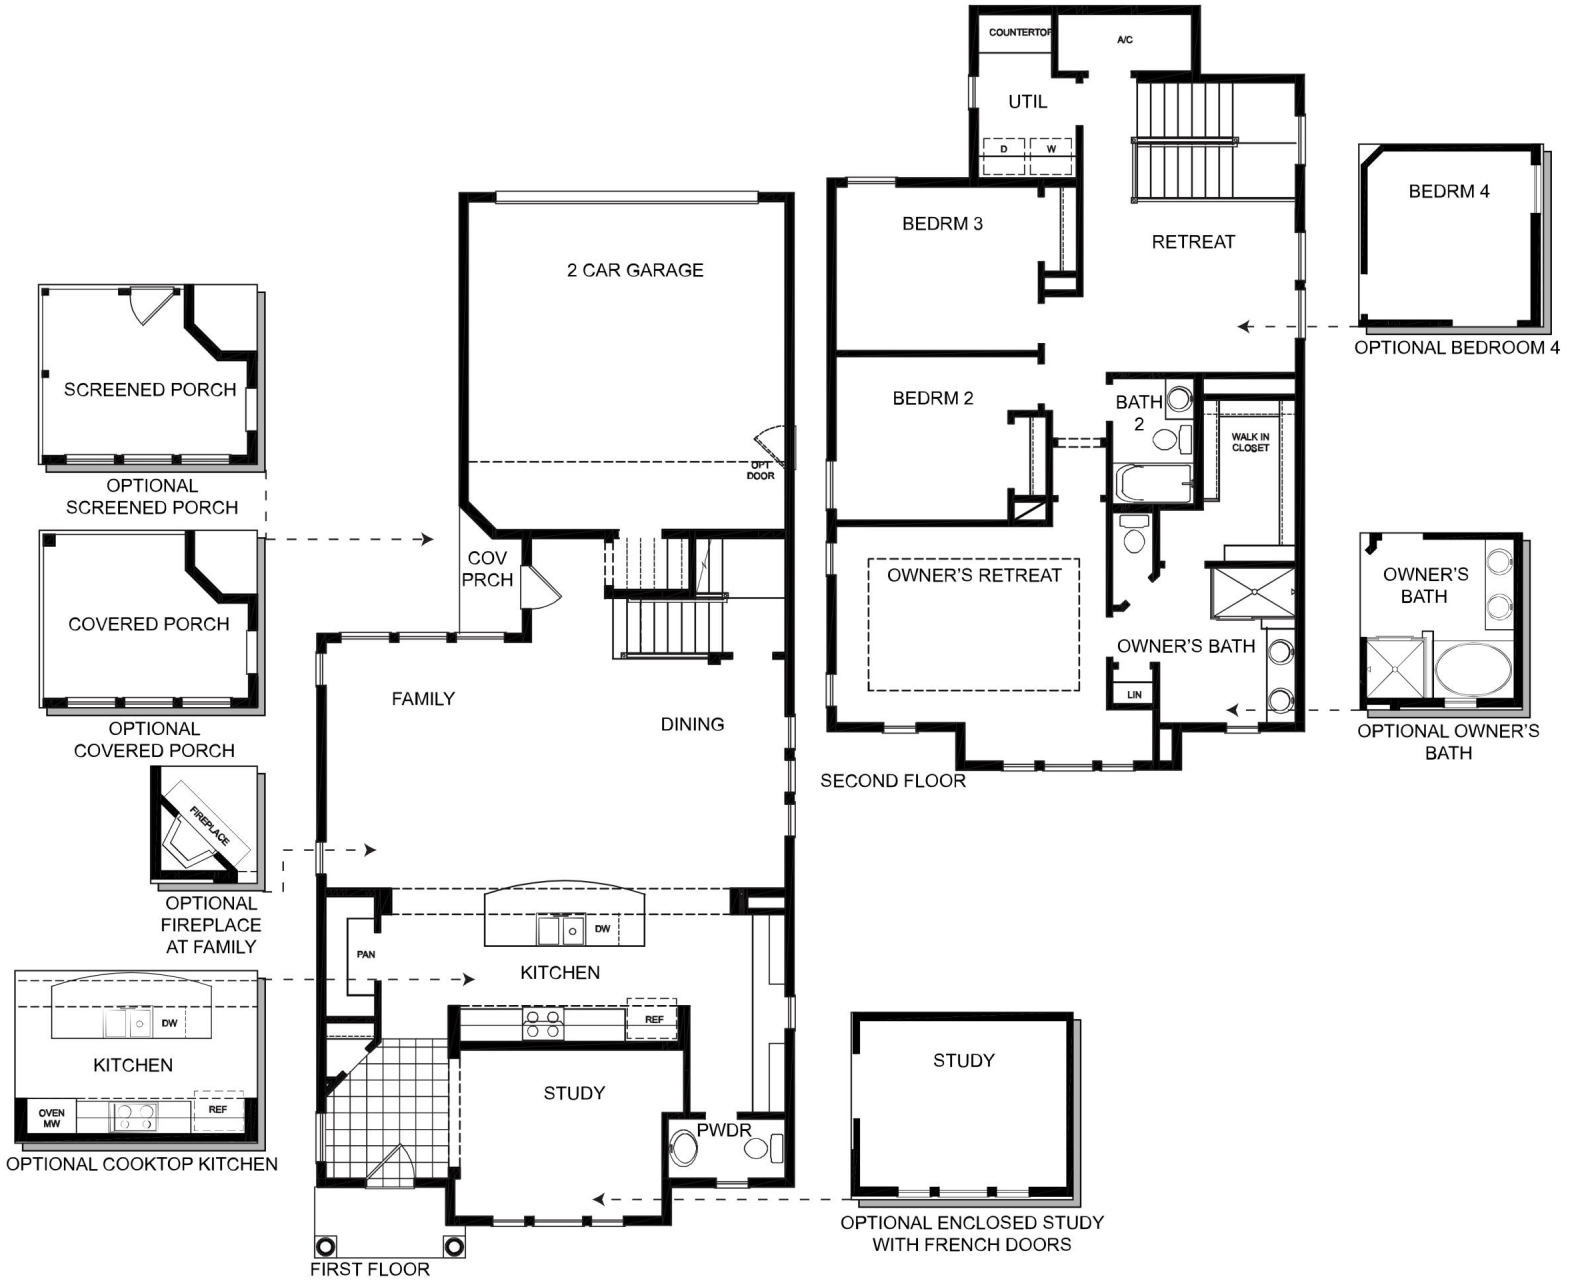 COUNTERTOP
A/C
UTIL
D
W
BEDRM 3
RETREAT
BEDRM 4
OPTIONAL BEDROOM 4
2 CAR GARAGE
OPT
DOOR
SCREENED PORCH
OPTIONAL
SCREENED PORCH
BEDRM 2
BATH
2
WALK IN
CLOSET
COV
PRCH
COVERED PORCH
OPTIONAL
COVERED PORCH
OWNER'S RETREAT
OWNER'S BATH
LIN
OWNER'S
BATH
OPTIONAL OWNER'S
BATH
SECOND FLOOR
FAMILY
DINING
FIREPLACE
OPTIONAL
FIREPLACE
AT FAMILY
PAN
DW
KITCHEN
REF
DW
KITCHEN
OVEN
MW
REF
OPTIONAL COOKTOP KITCHEN
STUDY
PWDR
STUDY
OPTIONAL ENCLOSED STUDY
WITH FRENCH DOORS
FIRST FLOOR